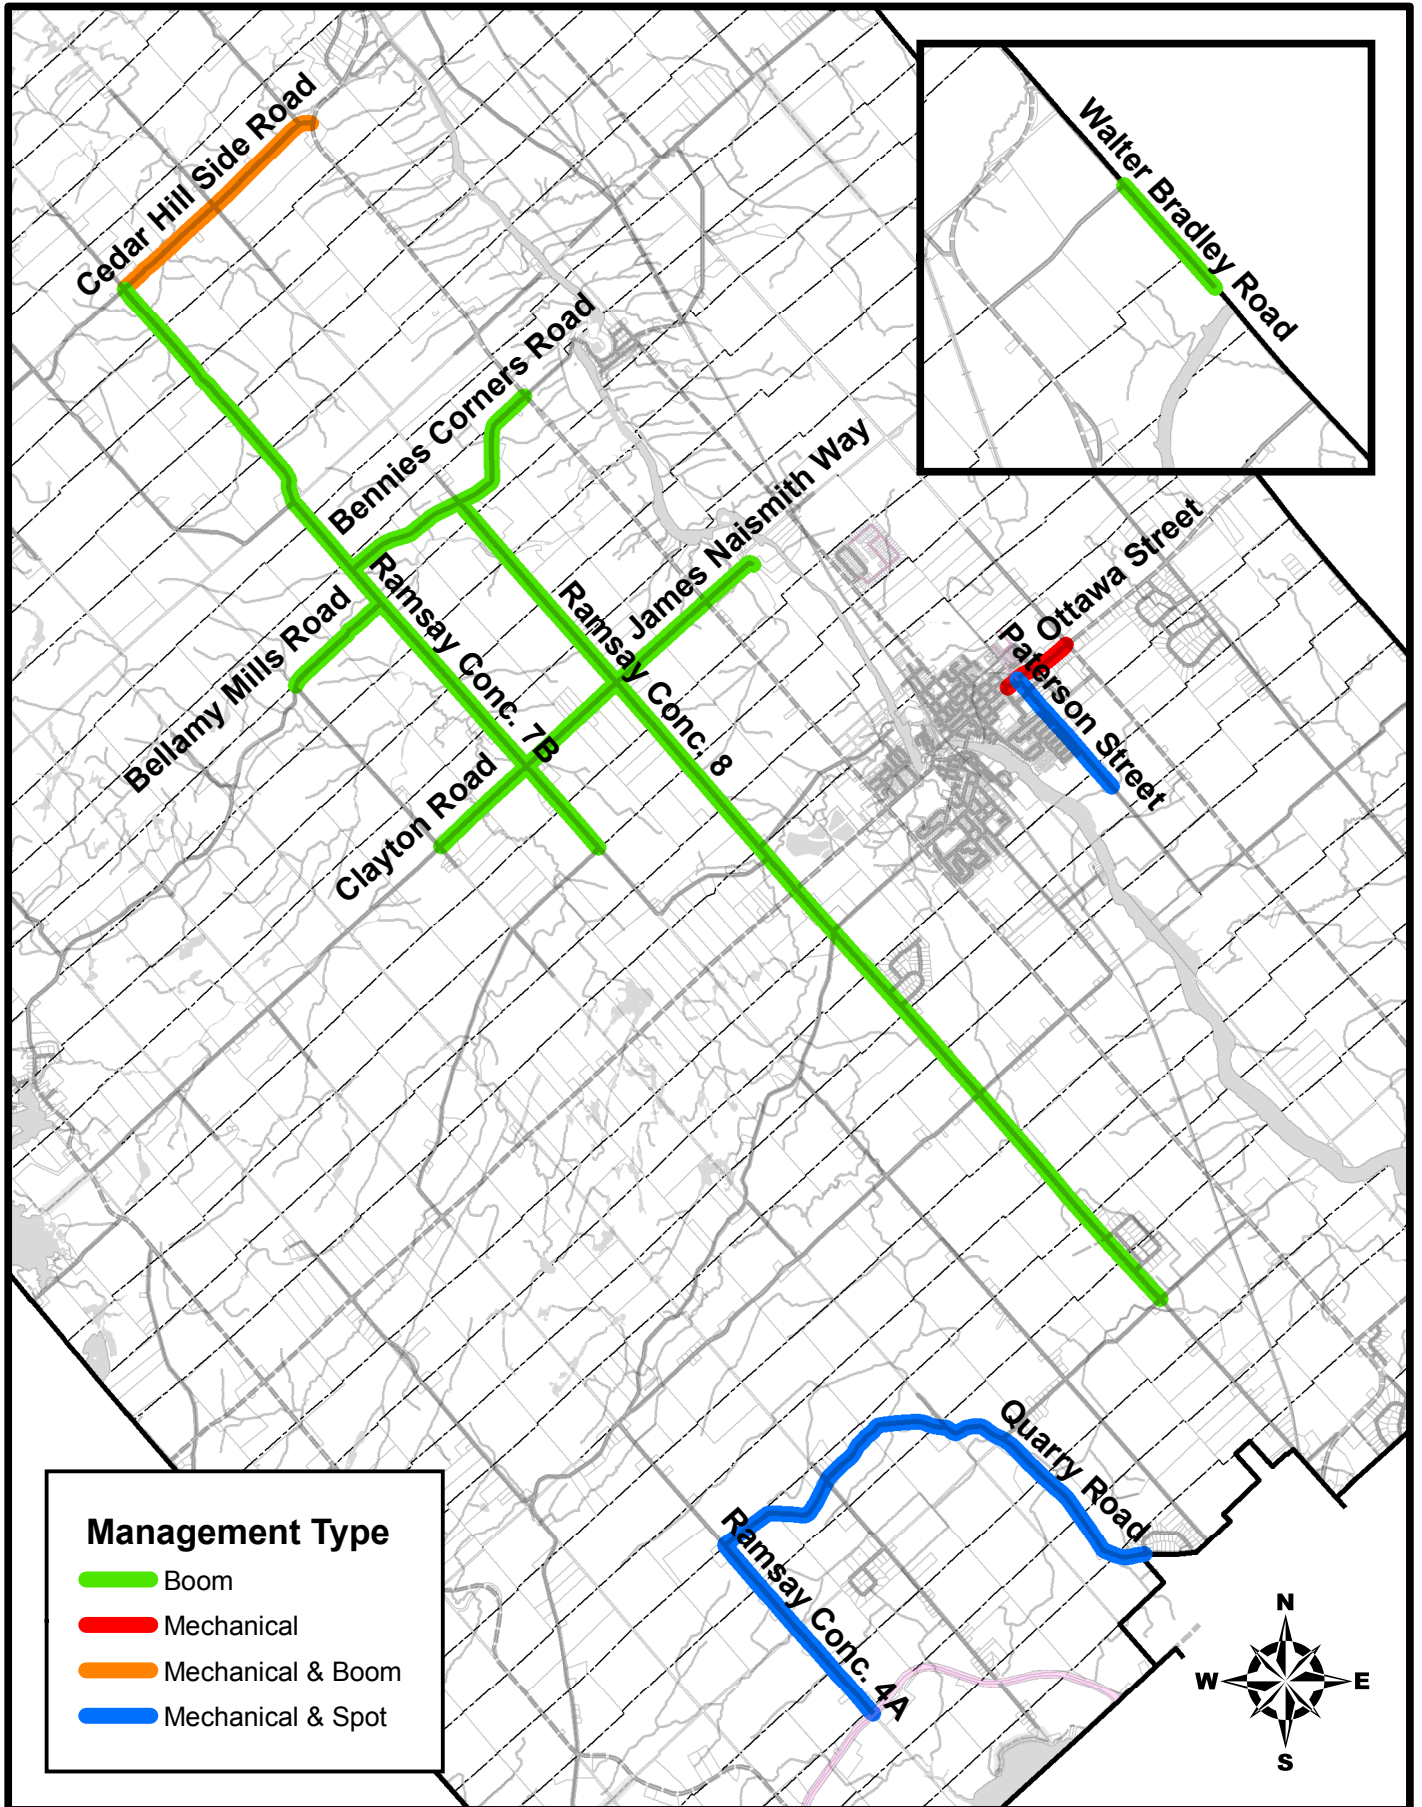 Cedar Hill Side Road
Walter Bradley Road
Bennies Corners Road
James Naismith Way
Ottawa Street
Paterson Street
Ramsay Conc. 8
Ramsay Conc. 7B
Bellamy Mills Road
Clayton Road
Quarry Road
Ramsay Conc. 4A
Management Type
Boom
Mechanical
Mechanical & Boom
Mechanical & Spot
N
W
E
S